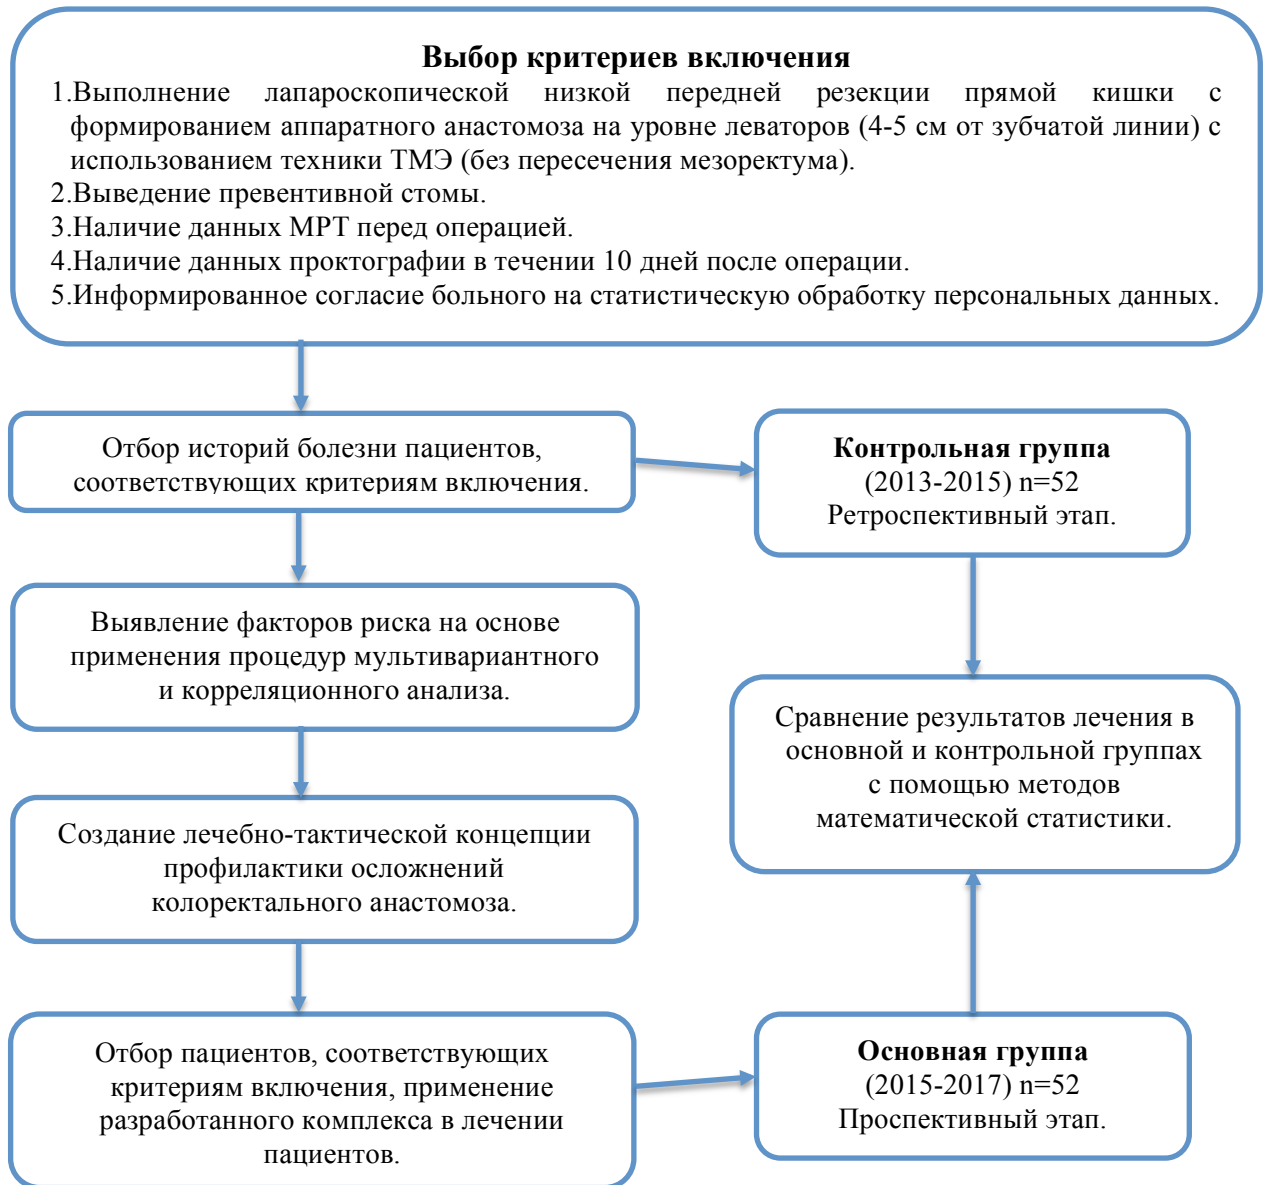 Выбор критериев включения
1.Выполнение лапароскопической низкой передней резекции прямой кишки с
формированием аппаратного анастомоза на уровне леваторов (4-5 см от зубчатой линии) с
использованием техники ТМЭ (без пересечения мезоректума).
2.Выведение превентивной стомы.
3.Наличие данных МРТ перед операцией.
4.Наличие данных проктографии в течении 10 дней после операции.
5.Информированное согласие больного на статистическую обработку персональных данных.
Отбор историй болезни пациентов,
соответствующих критериям включения.
Контрольная группа
(2013-2015) n=52
Ретроспективный этап.
Выявление факторов риска на основе
применения процедур мультивариантного
и корреляционного анализа.
Сравнение результатов лечения в
основной и контрольной группах
с помощью методов
математической статистики.
Создание лечебно-тактической концепции
профилактики осложнений
колоректального анастомоза.
Отбор пациентов, соответствующих
критериям включения, применение
разработанного комплекса в лечении
пациентов.
Основная группа
(2015-2017) n=52
Проспективный этап.